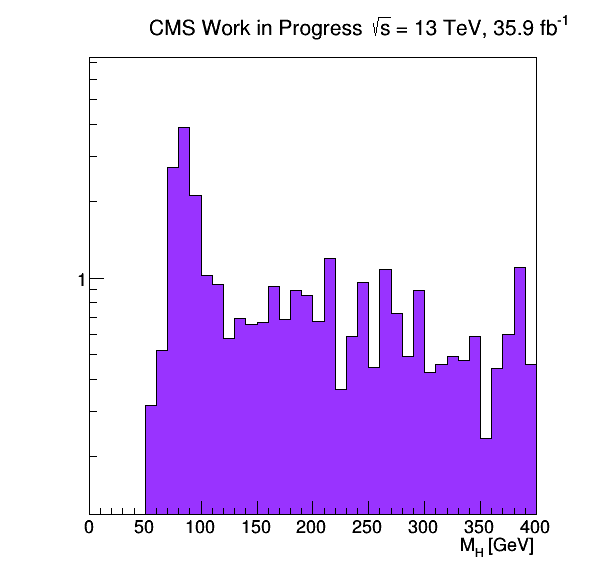 CMS Work in Progress √s = 13 TeV, 35.9 fb⁻¹
1
0 50 100 150 200 250 300 350 400
M_H [GeV]